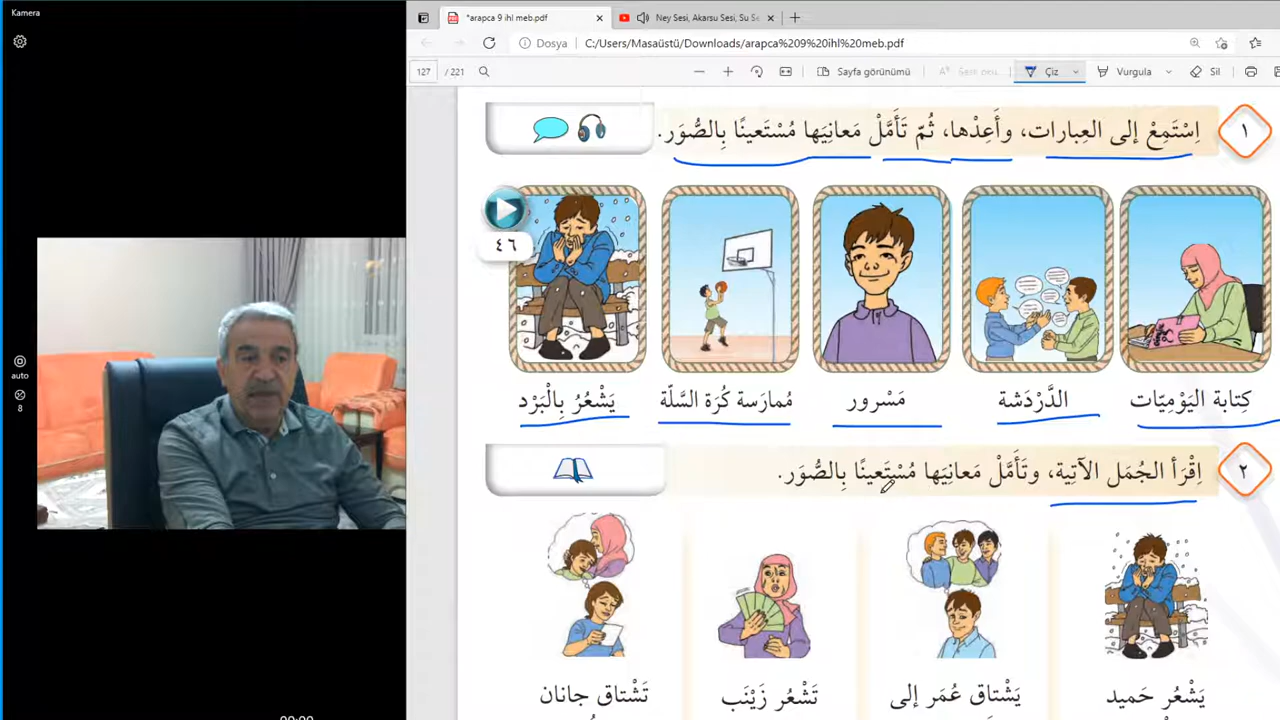 Kamera
*arapca 9 ihl meb.pdf
Ney Sesi, Akarsu Sesi, Su Se
Dosya
C:/Users/Masaüstü/Downloads/arapca%209%20ihl%20meb.pdf
127 / 221
Sayfa görünümü
Çiz
Vurgula
Sil
auto
8
١
اِسْتَمِعْ إلى العِبارات، وأَعِدْها، ثُمّ تَأَمَّلْ مَعانِيَها مُسْتَعينًا بِالصُّوَر.
٤٦
كِتابة اليَوْمِيّات
الدَّرْدَشة
مَسْرور
مُمارَسة كُرَة السَّلّة
يَشْعُرُ بِالْبَرْد
٢
اِقْرَأ الجُمَل الآتِية، وتَأَمَّلْ مَعانِيَها مُسْتَعينًا بِالصُّوَر.
يَشْعُر حَميد
يَشْتاق عُمَر إلى
تَشْعُر زَيْنَب
تَشْتاق جانان